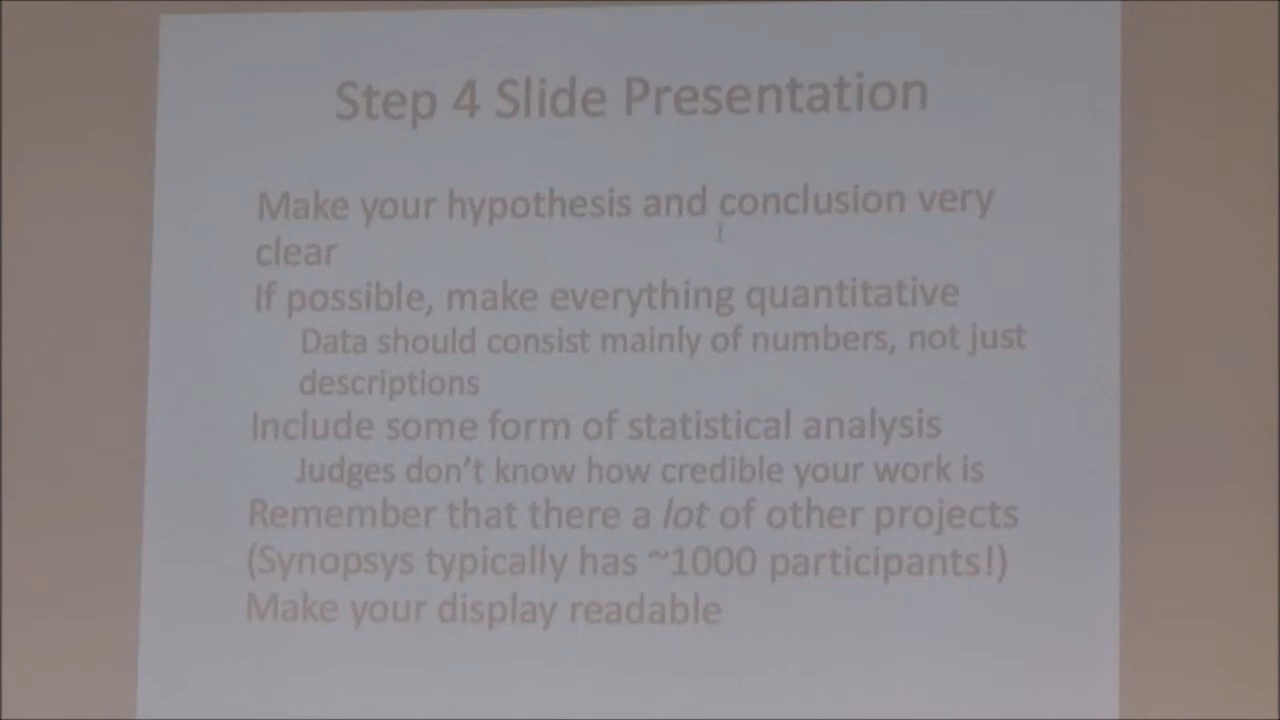 Step 4 Slide Presentation
Make your hypothesis and conclusion very
clear
If possible, make everything quantitative
Data should consist mainly of numbers, not just
descriptions
Include some form of statistical analysis
Judges don't know how credible your work is
Remember that there a lot of other projects
(Synopsys typically has ~1000 participants!)
Make your display readable